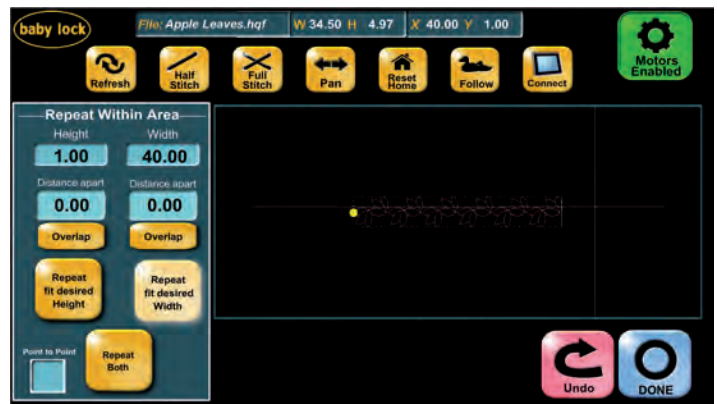 baby lock
File: Apple Leaves.hqf
W 34.50 H 4.97
X 40.00 Y 1.00
Motors
Enabled
Refresh
Half
Stitch
Full
Stitch
Pan
Reset
Home
Follow
Connect
Repeat Within Area
Height Width
1.00 40.00
Distance apart Distance apart
0.00 0.00
Overlap Overlap
Repeat
fit desired
Height
Repeat
fit desired
Width
Point to Point
Repeat
Both
Undo
DONE